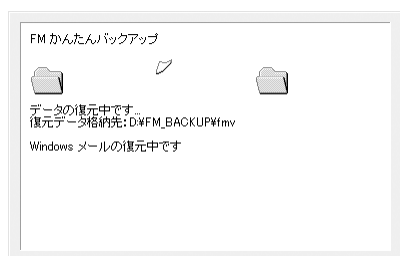 FM かんたんバックアップ
データの復元中です...
復元データ格納先：D:¥FM_BACKUP¥fmv
Windows メールの復元中です